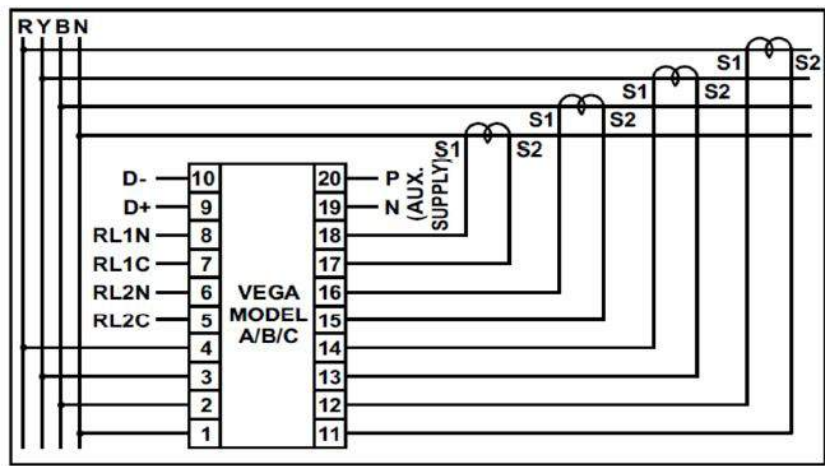 R Y B N
S1 S2
S1 S2
S1 S2
S1 S2
D- 10 20 P
D+ 9 19 N
(AUX. SUPPLY)
RL1N 8 18
RL1C 7 17
RL2N 6 VEGA 16
RL2C 5 MODEL 15
4 A/B/C 14
3 13
2 12
1 11